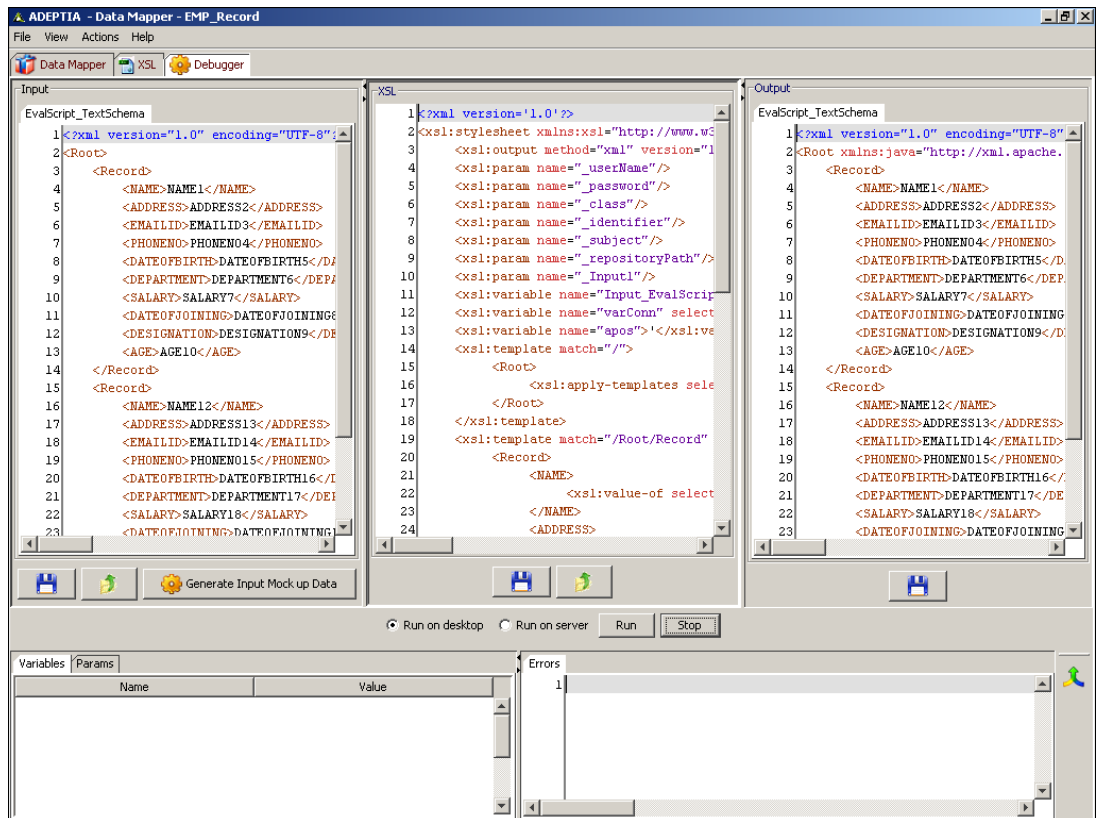 ADEPTIA - Data Mapper - EMP_Record
File View Actions Help
Data Mapper XSL Debugger
Input
EvalScript_TextSchema
1 <?xml version="1.0" encoding="UTF-8"?
2 <Root>
3 <Record>
4 <NAME>NAME1</NAME>
5 <ADDRESS>ADDRESS2</ADDRESS>
6 <EMAILID>EMAILID3</EMAILID>
7 <PHONENO>PHONENO4</PHONENO>
8 <DATEOFBIRTH>DATEOFBIRTH5</DA
9 <DEPARTMENT>DEPARTMENT6</DEPA
10 <SALARY>SALARY7</SALARY>
11 <DATEOFJOINING>DATEOFJOINING8
12 <DESIGNATION>DESIGNATION9</DE
13 <AGE>AGE10</AGE>
14 </Record>
15 <Record>
16 <NAME>NAME12</NAME>
17 <ADDRESS>ADDRESS13</ADDRESS>
18 <EMAILID>EMAILID14</EMAILID>
19 <PHONENO>PHONENO15</PHONENO>
20 <DATEOFBIRTH>DATEOFBIRTH16</D
21 <DEPARTMENT>DEPARTMENT17</DEP
22 <SALARY>SALARY18</SALARY>
23 <DATEOFJOINING>DATEOFJOINING1
Generate Input Mock up Data
XSL
1 <?xml version='1.0'?>
2 <xsl:stylesheet xmlns:xsl="http://www.w3
3 <xsl:output method="xml" version="1
4 <xsl:param name="_userName"/>
5 <xsl:param name="_password"/>
6 <xsl:param name="_class"/>
7 <xsl:param name="_identifier"/>
8 <xsl:param name="_subject"/>
9 <xsl:param name="_repositoryPath"/>
10 <xsl:param name="_Input1"/>
11 <xsl:variable name="Input_EvalScrip
12 <xsl:variable name="varConn" select
13 <xsl:variable name="apos">'</xsl:va
14 <xsl:template match="/">
15 <Root>
16 <xsl:apply-templates sele
17 </Root>
18 </xsl:template>
19 <xsl:template match="/Root/Record"
20 <Record>
21 <NAME>
22 <xsl:value-of select
23 </NAME>
24 <ADDRESS>
Output
EvalScript_TextSchema
1 <?xml version="1.0" encoding="UTF-8"
2 <Root xmlns:java="http://xml.apache.
3 <Record>
4 <NAME>NAME1</NAME>
5 <ADDRESS>ADDRESS2</ADDRESS>
6 <EMAILID>EMAILID3</EMAILID>
7 <PHONENO>PHONENO4</PHONENO>
8 <DATEOFBIRTH>DATEOFBIRTH5</D.
9 <DEPARTMENT>DEPARTMENT6</DEP.
10 <SALARY>SALARY7</SALARY>
11 <DATEOFJOINING>DATEOFJOINING
12 <DESIGNATION>DESIGNATION9</D.
13 <AGE>AGE10</AGE>
14 </Record>
15 <Record>
16 <NAME>NAME12</NAME>
17 <ADDRESS>ADDRESS13</ADDRESS>
18 <EMAILID>EMAILID14</EMAILID>
19 <PHONENO>PHONENO15</PHONENO>
20 <DATEOFBIRTH>DATEOFBIRTH16</
21 <DEPARTMENT>DEPARTMENT17</DE
22 <SALARY>SALARY18</SALARY>
23 <DATEOFJOINING>DATEOFJOINING
Run on desktop Run on server Run Stop
Variables Params
Name Value
Errors
1